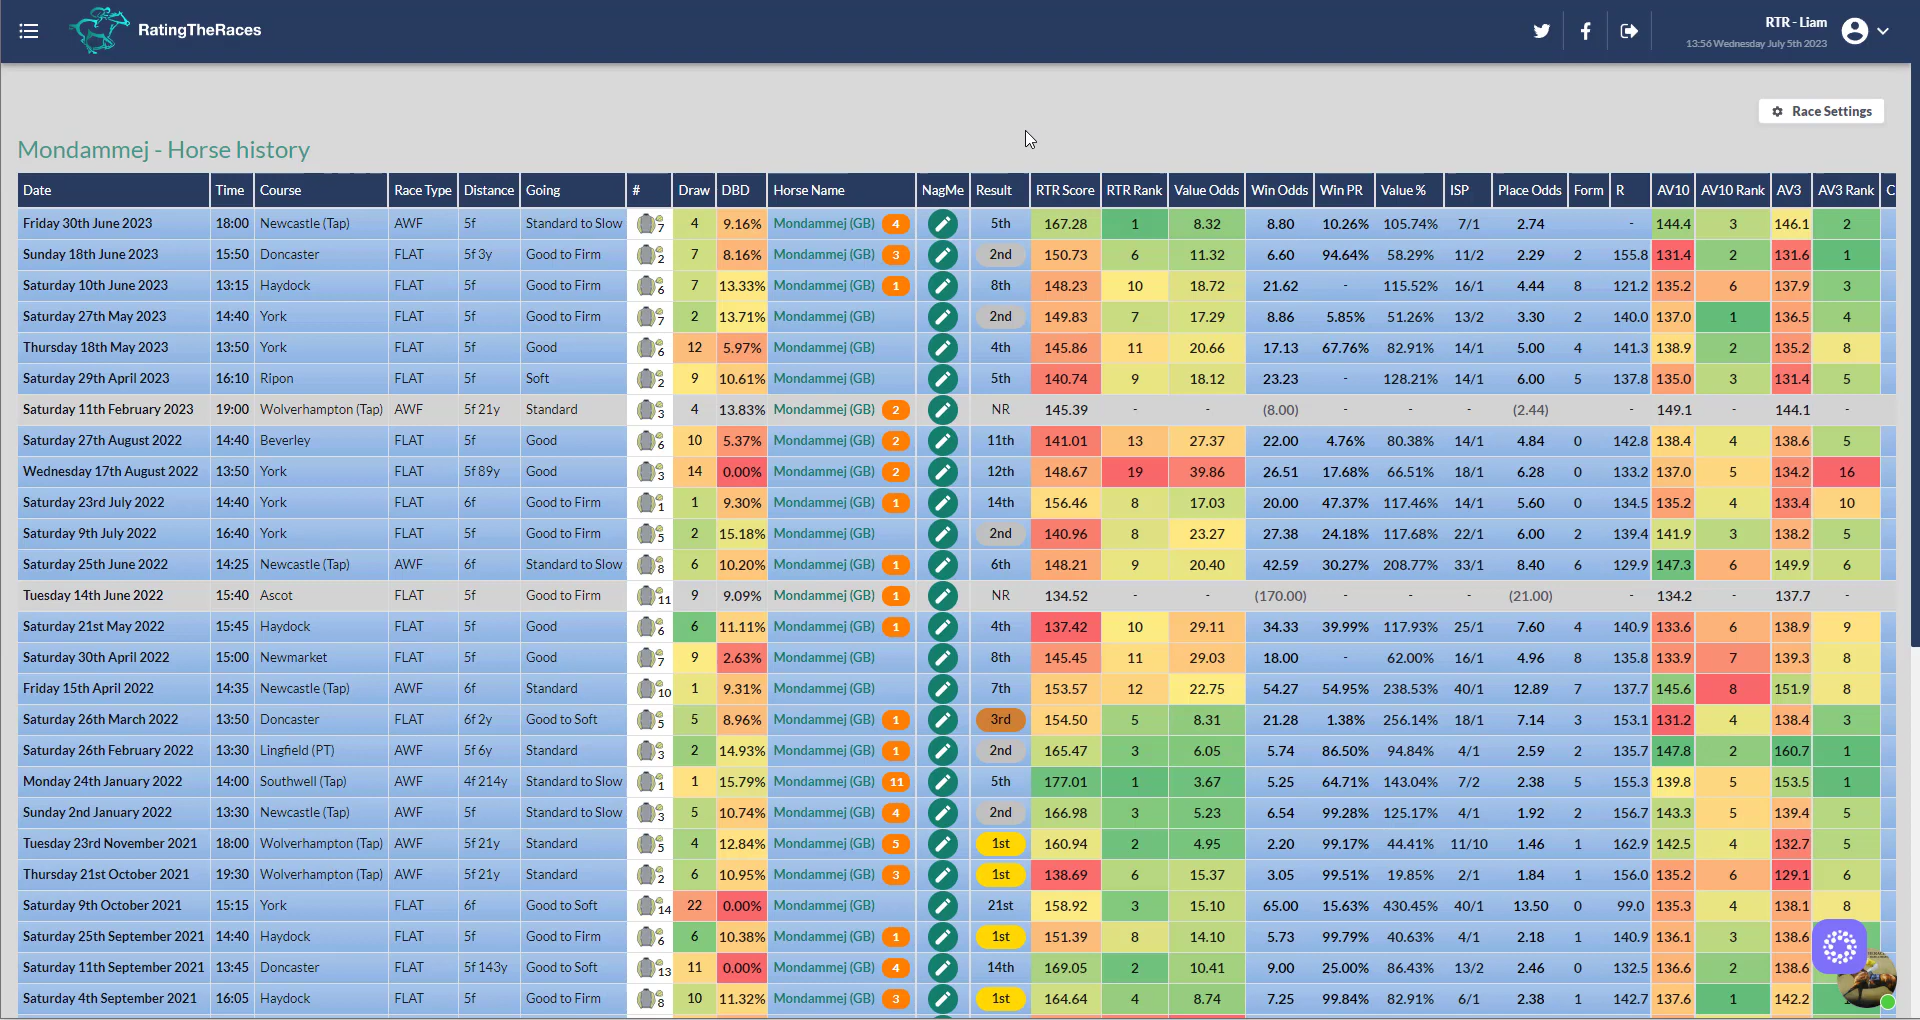 RatingTheRaces
RTR - Liam
13:56 Wednesday July 5th 2023
Race Settings
Mondammej - Horse history
Date Time Course Race Type Distance Going # Draw DBD Horse Name NagMe Result RTR Score RTR Rank Value Odds Win Odds Win PR Value % ISP Place Odds Form R AV10 AV10 Rank AV3 AV3 Rank C
Friday 30th June 2023 18:00 Newcastle (Tap) AWF 5f Standard to Slow 7 4 9.16% Mondammej (GB) 4 5th 167.28 1 8.32 8.80 10.26% 105.74% 7/1 2.74 - 144.4 3 146.1 2
Sunday 18th June 2023 15:50 Doncaster FLAT 5f 3y Good to Firm 2 7 8.16% Mondammej (GB) 3 2nd 150.73 6 11.32 6.60 94.64% 58.29% 11/2 2.29 2 155.8 131.4 2 131.6 1
Saturday 10th June 2023 13:15 Haydock FLAT 5f Good to Firm 6 7 13.33% Mondammej (GB) 1 8th 148.23 10 18.72 21.62 - 115.52% 16/1 4.44 8 121.2 135.2 6 137.9 3
Saturday 27th May 2023 14:40 York FLAT 5f Good to Firm 7 2 13.71% Mondammej (GB) 2nd 149.83 7 17.29 8.86 5.85% 51.26% 13/2 3.30 2 140.0 137.0 1 136.5 4
Thursday 18th May 2023 13:50 York FLAT 5f Good 6 12 5.97% Mondammej (GB) 4th 145.86 11 20.66 17.13 67.76% 82.91% 14/1 5.00 4 141.3 138.9 2 135.2 8
Saturday 29th April 2023 16:10 Ripon FLAT 5f Soft 2 9 10.61% Mondammej (GB) 5th 140.74 9 18.12 23.23 - 128.21% 14/1 6.00 5 137.8 135.0 3 131.4 5
Saturday 11th February 2023 19:00 Wolverhampton (Tap) AWF 5f 21y Standard 3 4 13.83% Mondammej (GB) 2 NR 145.39 - - (8.00) - - - (2.44) - 149.1 - 144.1 -
Saturday 27th August 2022 14:40 Beverley FLAT 5f Good 6 10 5.37% Mondammej (GB) 2 11th 141.01 13 27.37 22.00 4.76% 80.38% 14/1 4.84 0 142.8 138.4 4 138.6 5
Wednesday 17th August 2022 13:50 York FLAT 5f 89y Good 3 14 0.00% Mondammej (GB) 2 12th 148.67 19 39.86 26.51 17.68% 66.51% 18/1 6.28 0 133.2 137.0 5 134.2 16
Saturday 23rd July 2022 14:40 York FLAT 6f Good to Firm 1 1 9.30% Mondammej (GB) 1 14th 156.46 8 17.03 20.00 47.37% 117.46% 14/1 5.60 0 134.5 135.2 4 133.4 10
Saturday 9th July 2022 16:40 York FLAT 5f Good to Firm 5 2 15.18% Mondammej (GB) 2nd 140.96 8 23.27 27.38 24.18% 117.68% 22/1 6.00 2 139.4 141.9 3 138.2 5
Saturday 25th June 2022 14:25 Newcastle (Tap) AWF 6f Standard to Slow 8 6 10.20% Mondammej (GB) 1 6th 148.21 9 20.40 42.59 30.27% 208.77% 33/1 8.40 6 129.9 147.3 6 149.9 6
Tuesday 14th June 2022 15:40 Ascot FLAT 5f Good to Firm 11 9 9.09% Mondammej (GB) 1 NR 134.52 - - (170.00) - - - (21.00) - 134.2 - 137.7 -
Saturday 21st May 2022 15:45 Haydock FLAT 5f Good 6 6 11.11% Mondammej (GB) 1 4th 137.42 10 29.11 34.33 39.99% 117.93% 25/1 7.60 4 140.9 133.6 6 138.9 9
Saturday 30th April 2022 15:00 Newmarket FLAT 5f Good 7 9 2.63% Mondammej (GB) 8th 145.45 11 29.03 18.00 - 62.00% 16/1 4.96 8 135.8 133.9 7 139.3 8
Friday 15th April 2022 14:35 Newcastle (Tap) AWF 6f Standard 10 1 9.31% Mondammej (GB) 7th 153.57 12 22.75 54.27 54.95% 238.53% 40/1 12.89 7 137.7 145.6 8 151.9 8
Saturday 26th March 2022 13:50 Doncaster FLAT 6f 2y Good to Soft 5 5 8.96% Mondammej (GB) 1 3rd 154.50 5 8.31 21.28 1.38% 256.14% 18/1 7.14 3 153.1 131.2 4 138.4 3
Saturday 26th February 2022 13:30 Lingfield (PT) AWF 5f 6y Standard 3 2 14.93% Mondammej (GB) 1 2nd 165.47 3 6.05 5.74 86.50% 94.84% 4/1 2.59 2 135.7 147.8 2 160.7 1
Monday 24th January 2022 14:00 Southwell (Tap) AWF 4f 214y Standard to Slow 1 1 15.79% Mondammej (GB) 11 5th 177.01 1 3.67 5.25 64.71% 143.04% 7/2 2.38 5 155.3 139.8 5 153.5 1
Sunday 2nd January 2022 13:30 Newcastle (Tap) AWF 5f Standard to Slow 3 5 10.74% Mondammej (GB) 4 2nd 166.98 3 5.23 6.54 99.28% 125.17% 4/1 1.92 2 156.7 143.3 5 139.4 5
Tuesday 23rd November 2021 18:00 Wolverhampton (Tap) AWF 5f 21y Standard 5 4 12.84% Mondammej (GB) 5 1st 160.94 2 4.95 2.20 99.17% 44.41% 11/10 1.46 1 162.9 142.5 4 132.7 5
Thursday 21st October 2021 19:30 Wolverhampton (Tap) AWF 5f 21y Standard 2 6 10.95% Mondammej (GB) 3 1st 138.69 6 15.37 3.05 99.51% 19.85% 2/1 1.84 1 156.0 135.2 6 129.1 6
Saturday 9th October 2021 15:15 York FLAT 6f Good to Soft 14 22 0.00% Mondammej (GB) 21st 158.92 3 15.10 65.00 15.63% 430.45% 40/1 13.50 0 99.0 135.3 4 138.1 8
Saturday 25th September 2021 14:40 Haydock FLAT 5f Good to Firm 6 6 10.38% Mondammej (GB) 1 1st 151.39 8 14.10 5.73 99.79% 40.63% 4/1 2.18 1 140.9 136.1 3 138.6
Saturday 11th September 2021 13:45 Doncaster FLAT 5f 143y Good to Soft 13 11 0.00% Mondammej (GB) 4 14th 169.05 2 10.41 9.00 25.00% 86.43% 13/2 2.46 0 132.5 136.6 2 138.6
Saturday 4th September 2021 16:05 Haydock FLAT 5f Good to Firm 8 10 11.32% Mondammej (GB) 3 1st 164.64 4 8.74 7.25 99.84% 82.91% 6/1 2.38 1 142.7 137.6 1 142.2